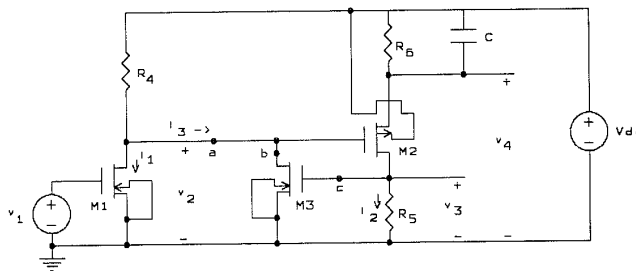 R6
C
R4
I3 ->
+
a
b
M2
+
v4
+
−
Vd
I1
M1
v2
M3
c
+
v3
I2
R5
v1
+
−
−
−
−